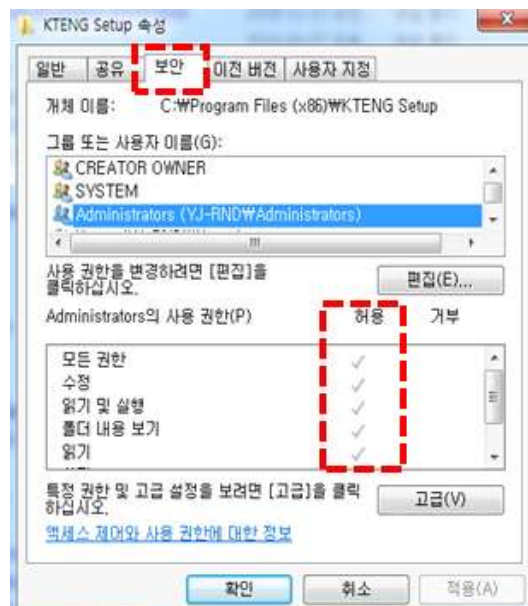 KTENG Setup 속성
일반 공유 보안 이전 버전 사용자 지정
개체 이름: C:₩Program Files (x86)₩KTENG Setup
그룹 또는 사용자 이름(G):
CREATOR OWNER
SYSTEM
Administrators (YJ-RND₩Administrators)
사용 권한을 변경하려면 [편집]을
클릭하십시오.
편집(E)...
Administrators의 사용 권한(P) 허용 거부
모든 권한
수정
읽기 및 실행
폴더 내용 보기
읽기
특정 권한 및 고급 설정을 보려면 [고급]을 클릭
하십시오.
고급(V)
액세스 제어와 사용 권한에 대한 정보
확인 취소 적용(A)